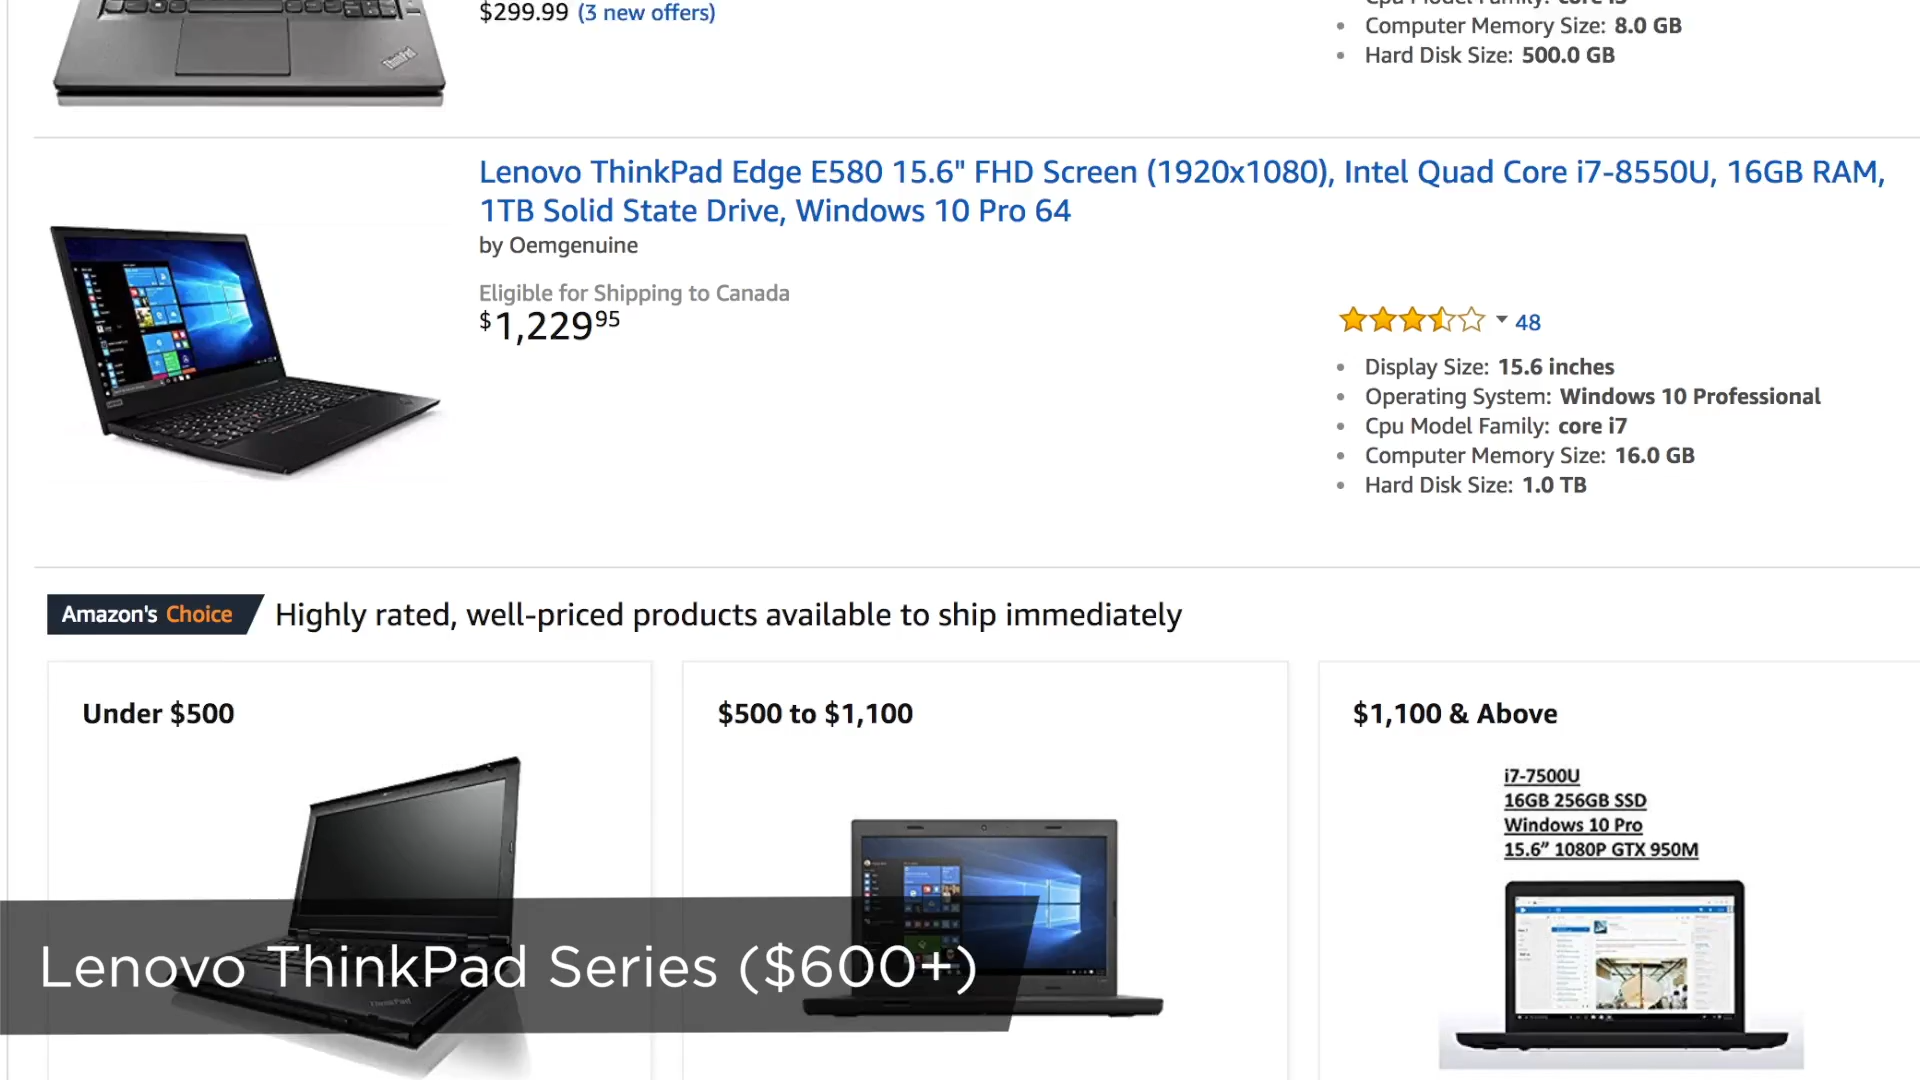 $299.99 (3 new offers)
Computer Memory Size: 8.0 GB
Hard Disk Size: 500.0 GB
ThinkPad
Lenovo ThinkPad Edge E580 15.6" FHD Screen (1920x1080), Intel Quad Core i7-8550U, 16GB RAM,
1TB Solid State Drive, Windows 10 Pro 64
by Oemgenuine
Eligible for Shipping to Canada
$1,229.95
48
Display Size: 15.6 inches
Operating System: Windows 10 Professional
Cpu Model Family: core i7
Computer Memory Size: 16.0 GB
Hard Disk Size: 1.0 TB
Amazon's Choice Highly rated, well-priced products available to ship immediately
Under $500
$500 to $1,100
$1,100 & Above
i7-7500U
16GB 256GB SSD
Windows 10 Pro
15.6” 1080P GTX 950M
Lenovo ThinkPad Series ($600+)
ThinkPad